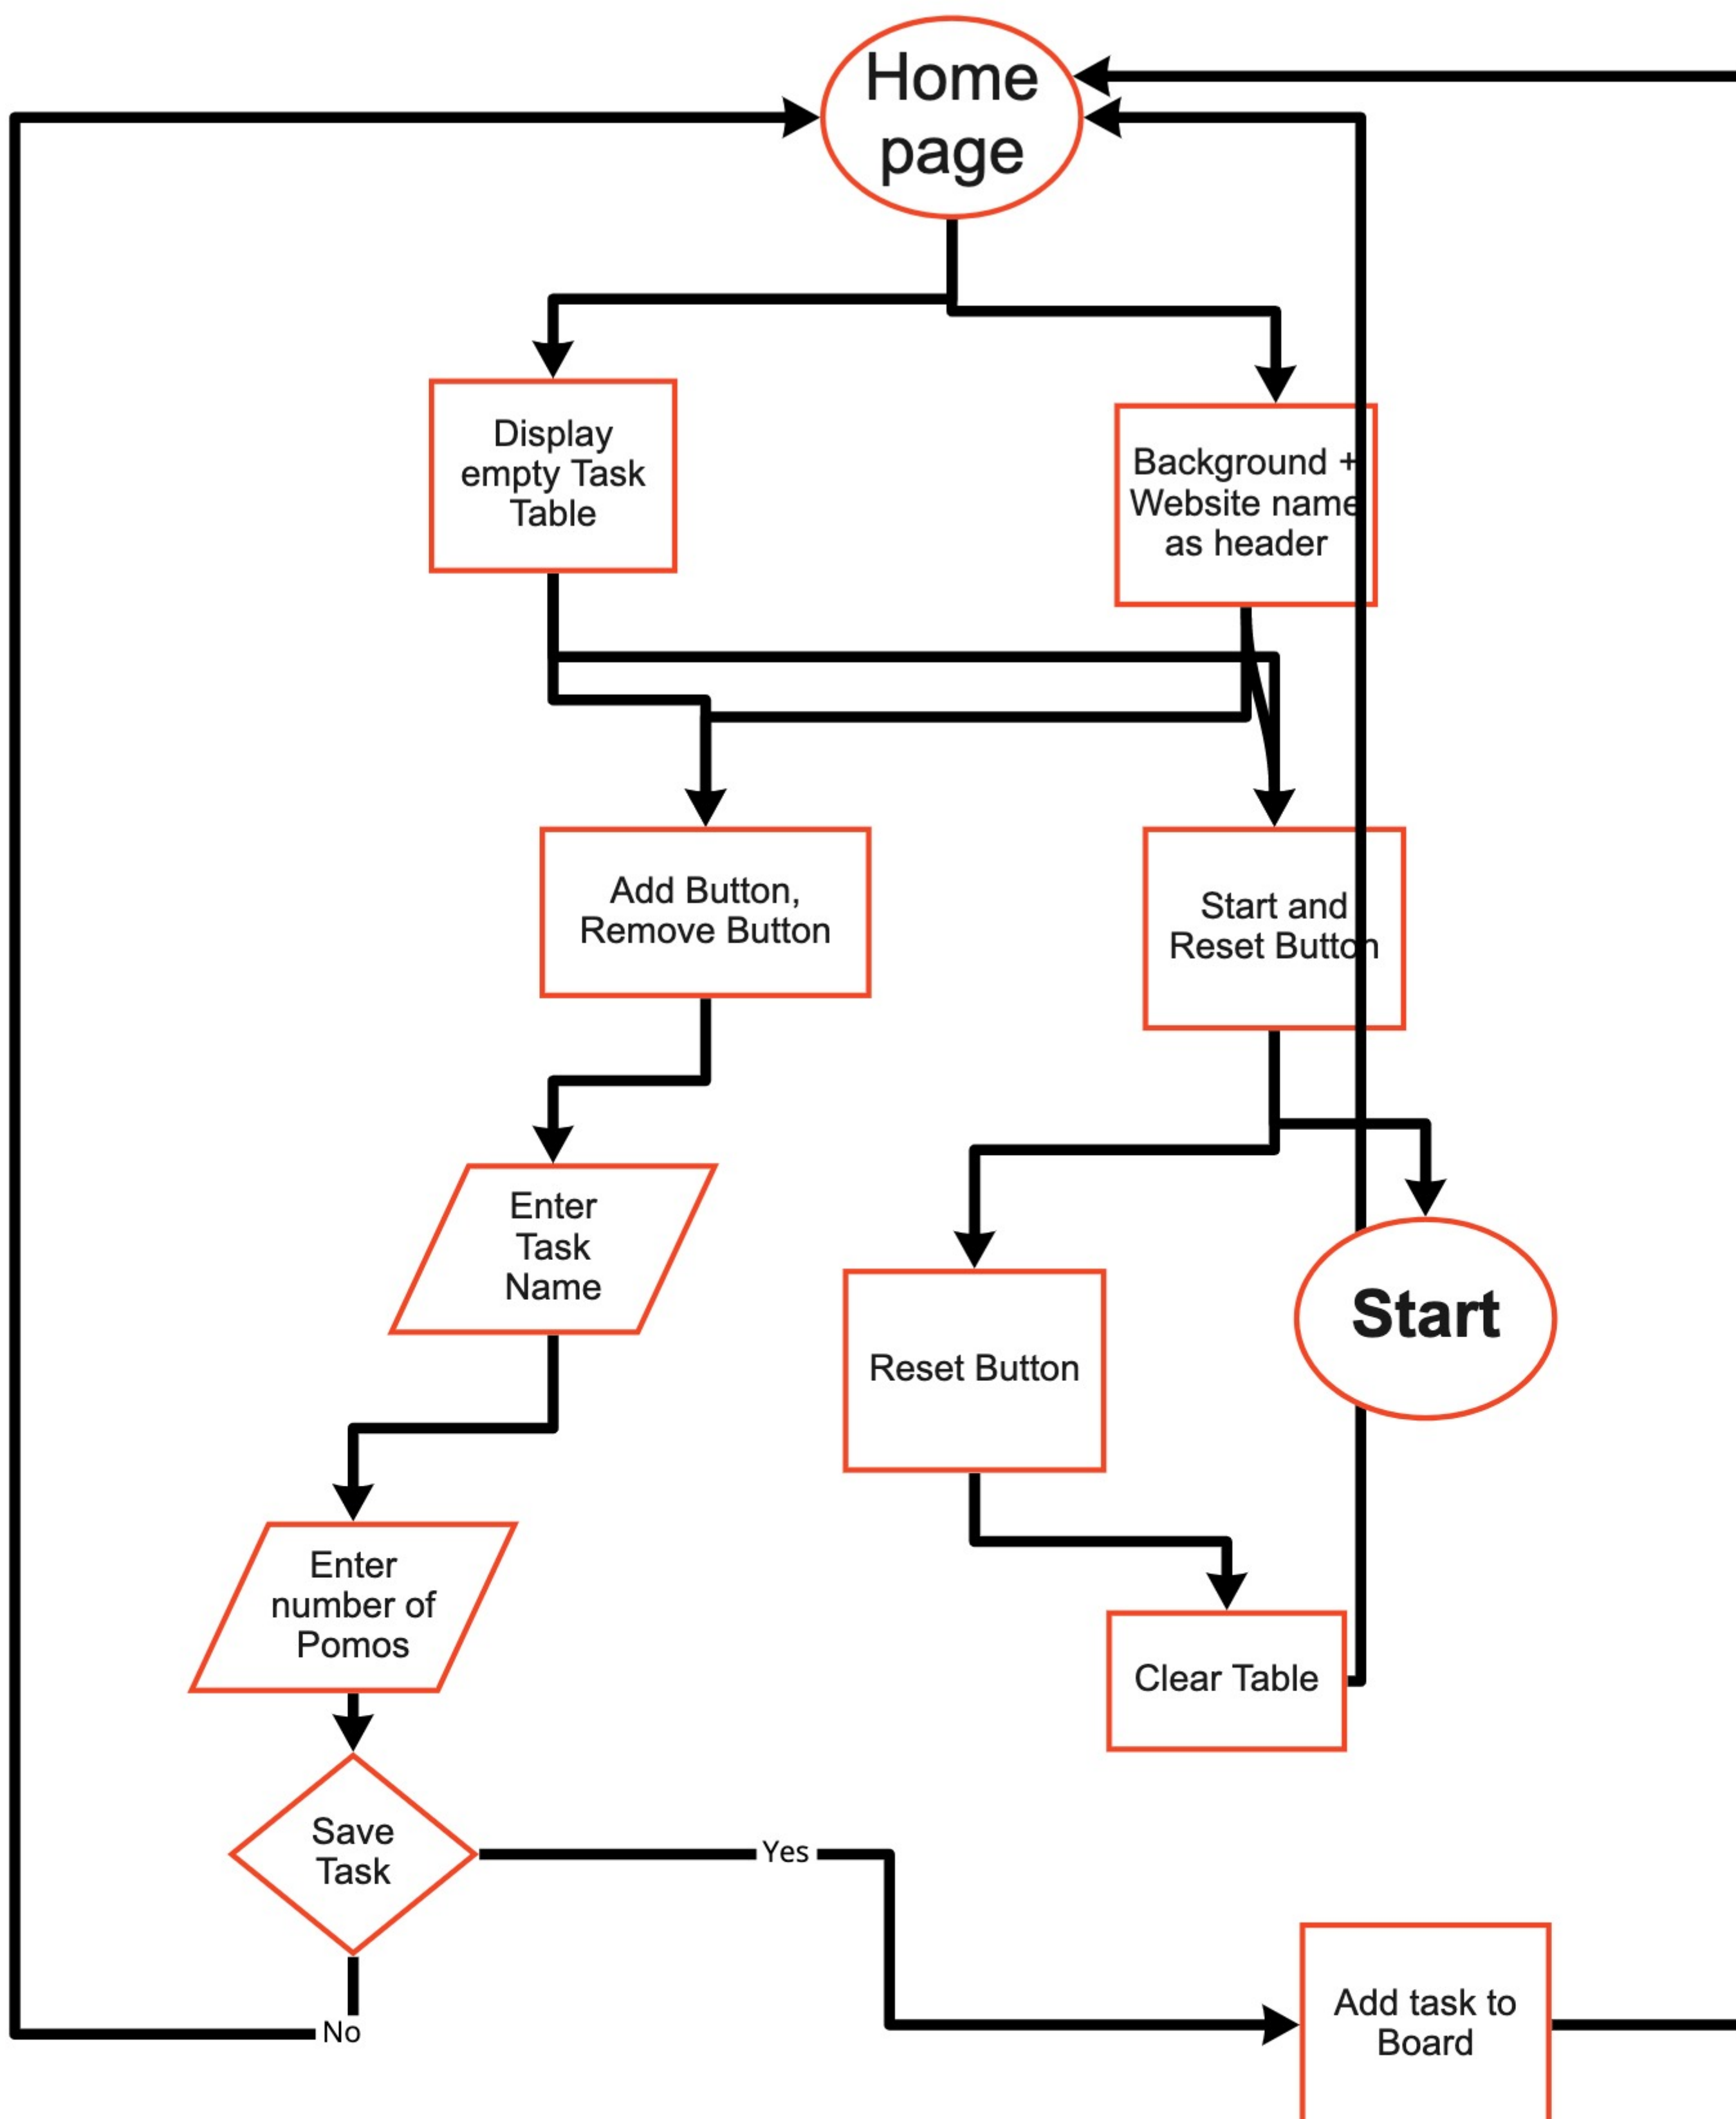 Home
page
Display
empty Task
Table
Background +
Website name
as header
Add Button,
Remove Button
Start and
Reset Button
Enter
Task
Name
Reset Button
Start
Enter
number of
Pomos
Clear Table
Save
Task
Yes
No
Add task to
Board